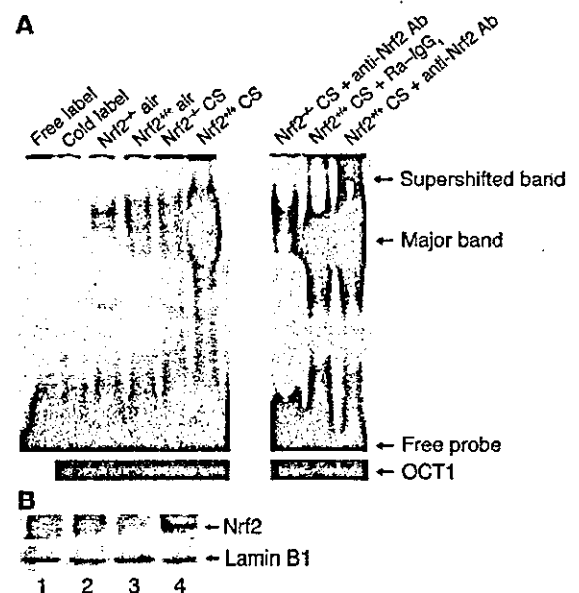 A
Free label
Cold label
Nrf2–/– air
Nrf2+/+ air
Nrf2–/– CS
Nrf2+/+ CS
Nrf2–/– CS + anti-Nrf2 Ab
Nrf2+/+ CS + Ra–IgG1
Nrf2+/+ CS + anti-Nrf2 Ab
← Supershifted band
← Major band
← Free probe
← OCT1
B
← Nrf2
← Lamin B1
1 2 3 4